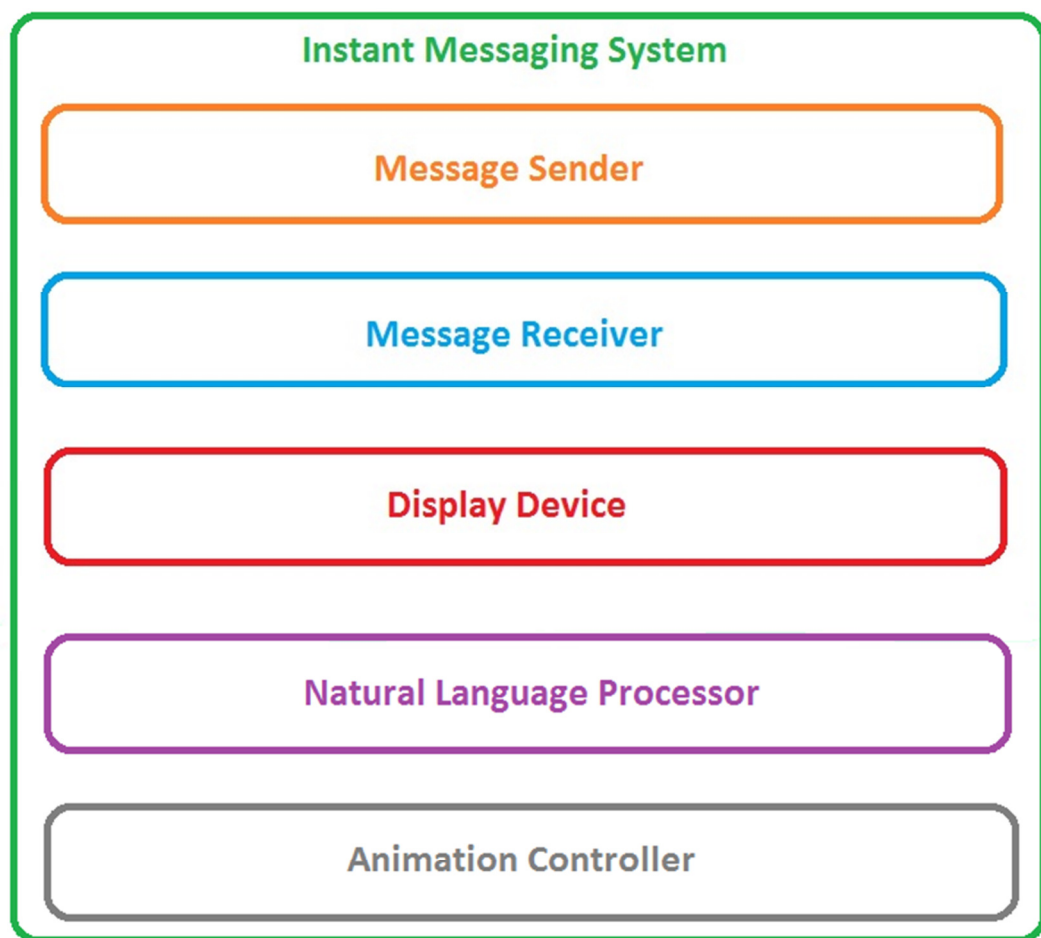 Instant Messaging System
Message Sender
Message Receiver
Display Device
Natural Language Processor
Animation Controller